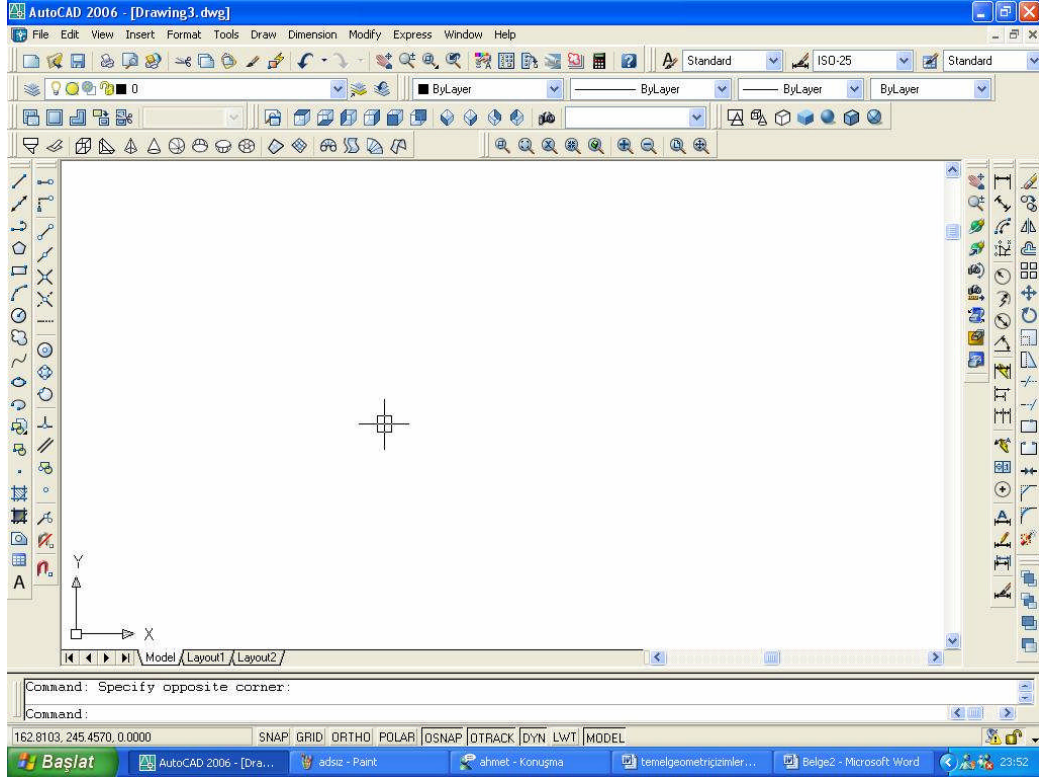 AutoCAD 2006 - [Drawing3.dwg]
File Edit View Insert Format Tools Draw Dimension Modify Express Window Help
Standard ISO-25 Standard
0 ByLayer ByLayer ByLayer ByLayer
A
Y
X
Model Layout1 Layout2
Command: Specify opposite corner:
Command:
162.8103, 245.4570, 0.0000 SNAP GRID ORTHO POLAR OSNAP OTRACK DYN LWT MODEL
Başlat AutoCAD 2006 - [Dra... adsız - Paint ahmet - Konuşma temelgeometriçizimler... Belge2 - Microsoft Word 23:52